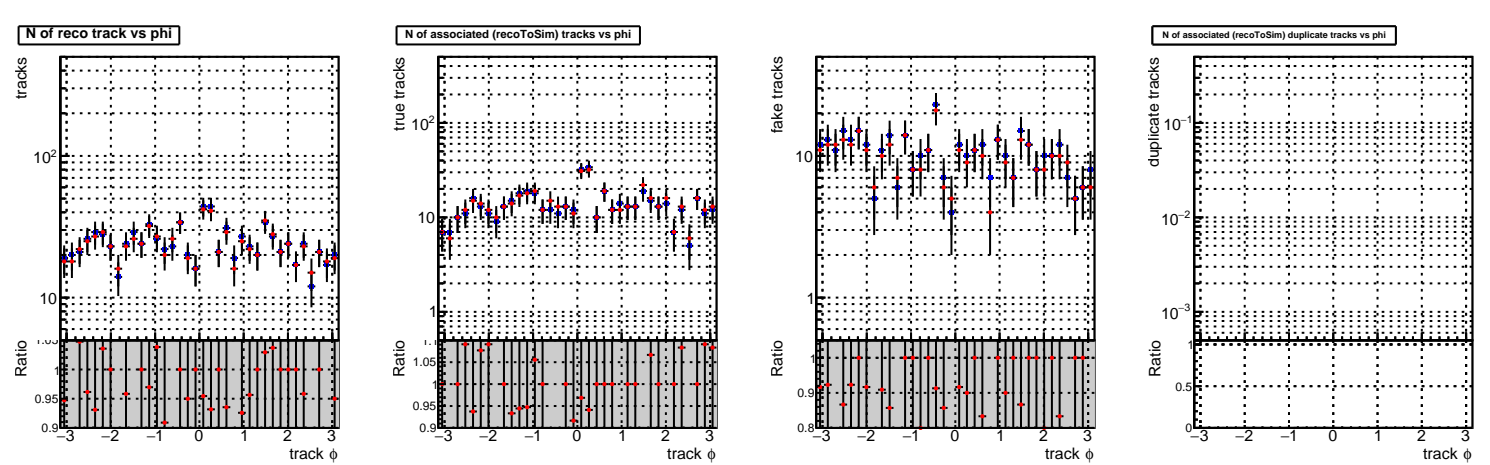 N of reco track vs phi
tracks
10²
10
Ratio
1.05
1
0.95
0.9
−3 −2 −1 0 1 2 3
track ϕ
N of associated (recoToSim) tracks vs phi
true tracks
10²
10
1
Ratio
1.1
1.05
1
0.95
0.9
−3 −2 −1 0 1 2 3
track ϕ
fake tracks
10
1
Ratio
1
0.9
0.8
−3 −2 −1 0 1 2 3
track ϕ
N of associated (recoToSim) duplicate tracks vs phi
duplicate tracks
10⁻¹
10⁻²
10⁻³
Ratio
1
0.5
0
−3 −2 −1 0 1 2 3
track ϕ